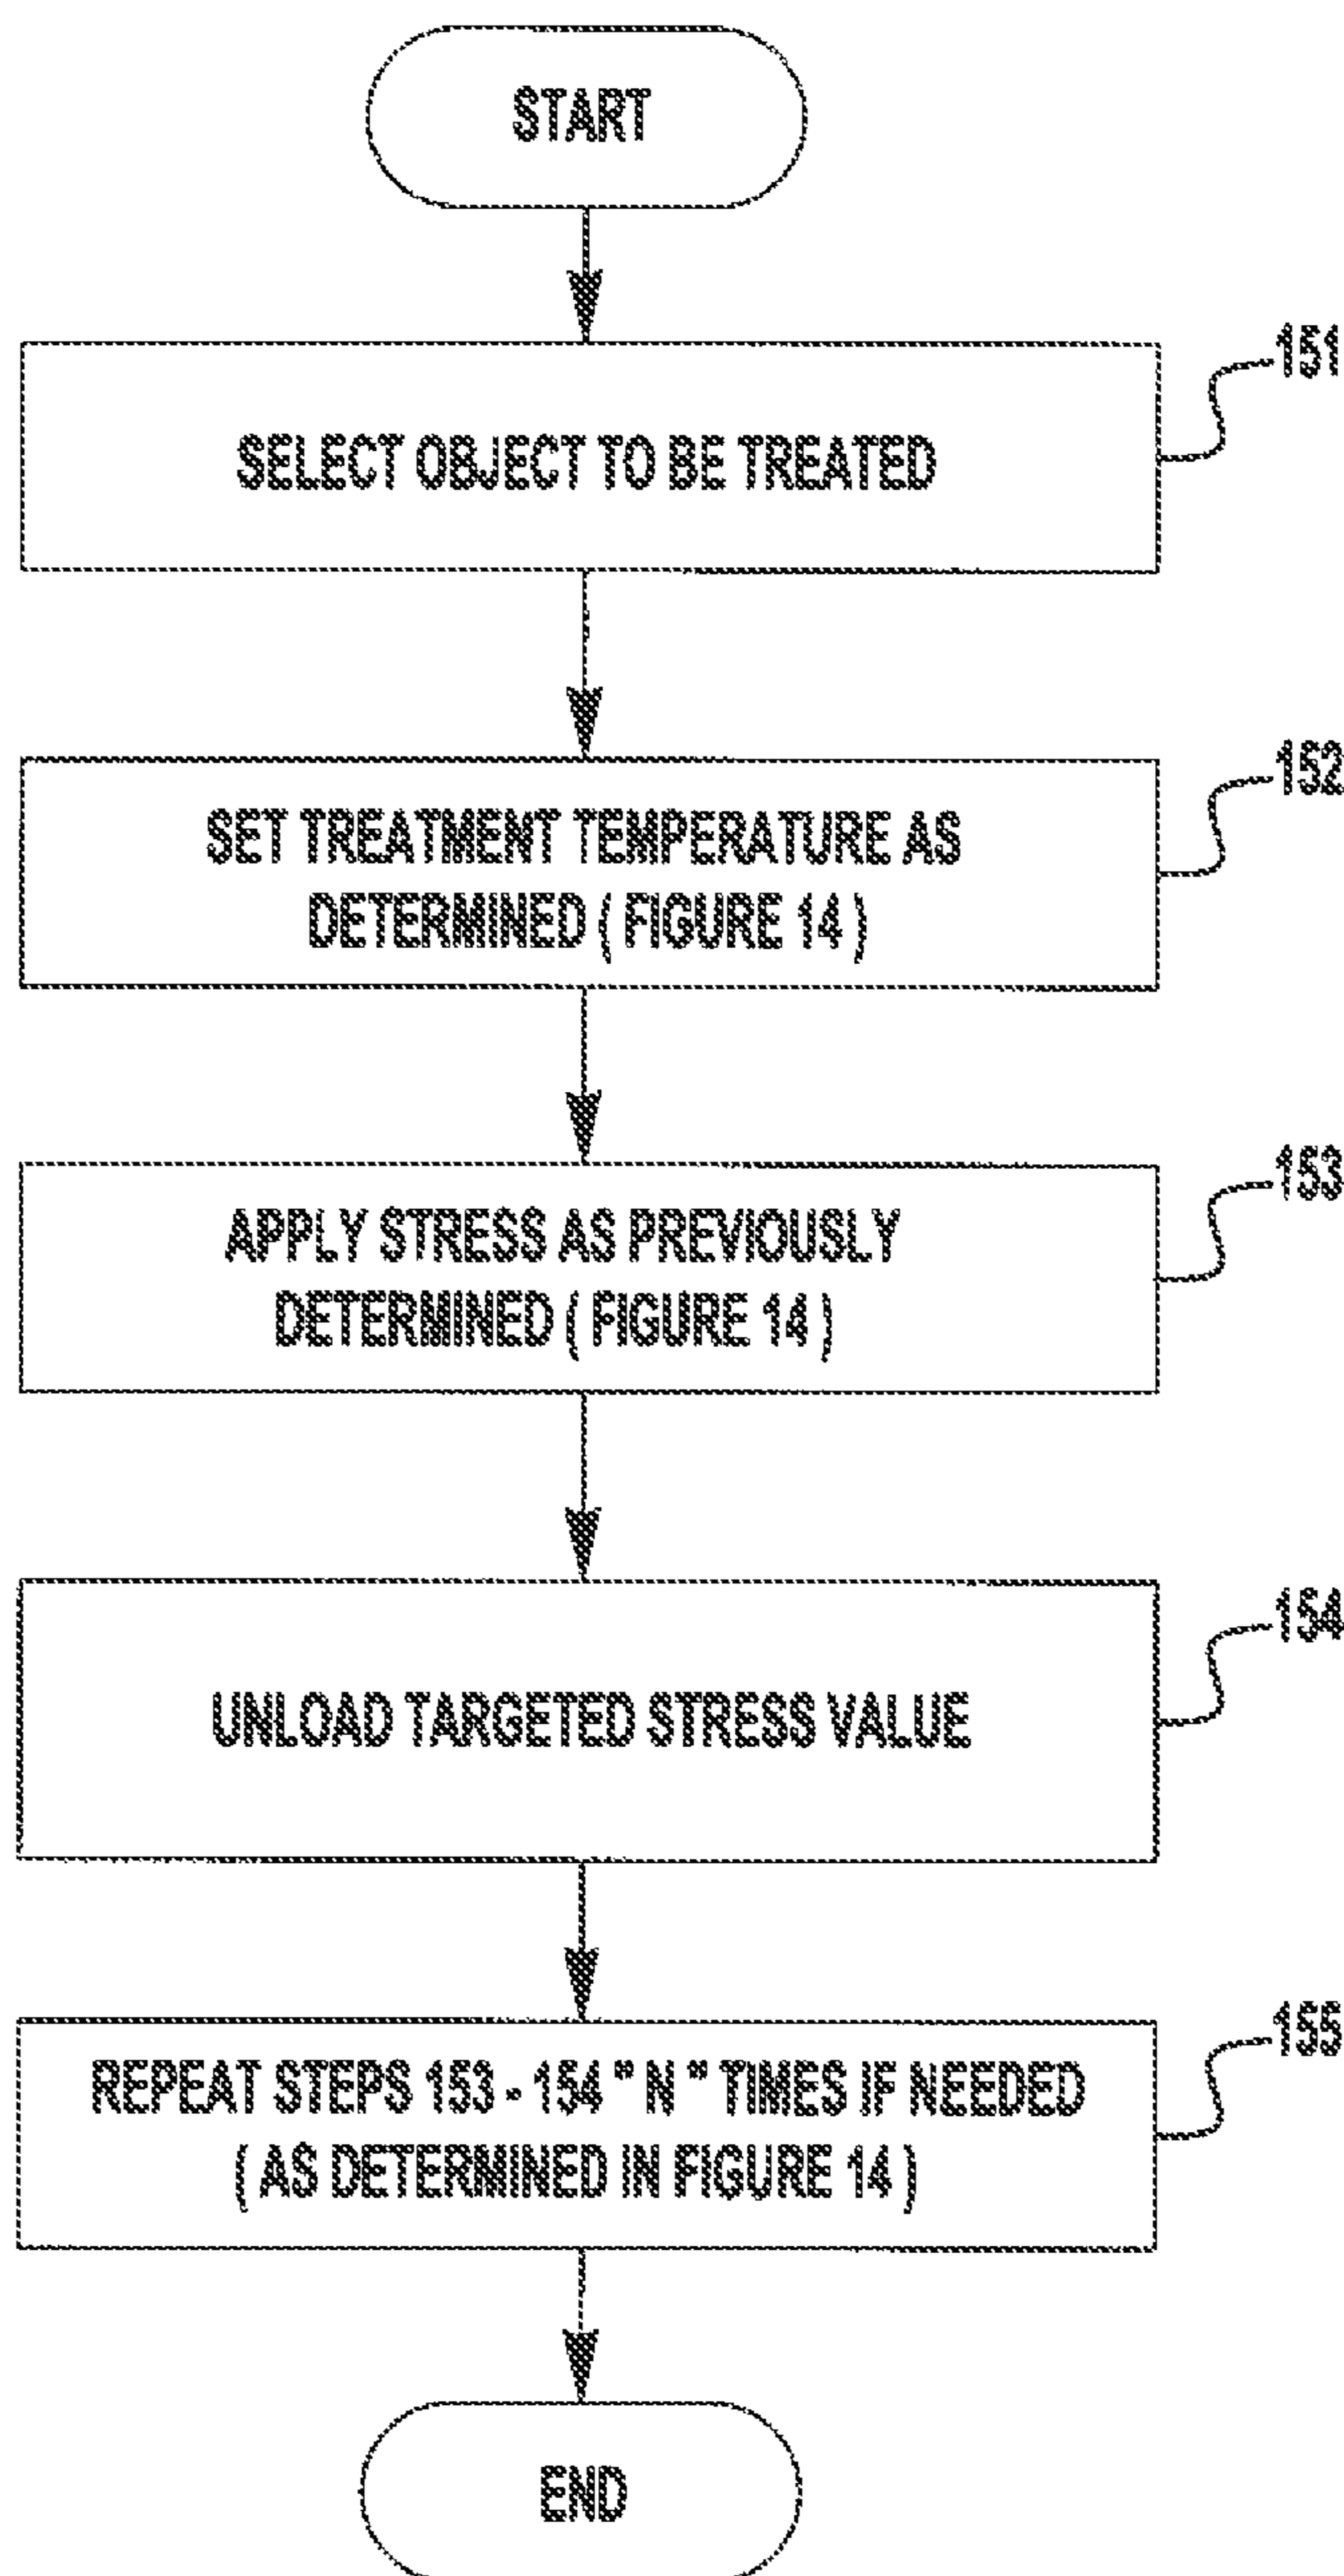 START
151
SELECT OBJECT TO BE TREATED
152
SET TREATMENT TEMPERATURE AS
DETERMINED ( FIGURE 14 )
153
APPLY STRESS AS PREVIOUSLY
DETERMINED ( FIGURE 14 )
154
UNLOAD TARGETED STRESS VALUE
155
REPEAT STEPS 153 - 154 " N " TIMES IF NEEDED
( AS DETERMINED IN FIGURE 14 )
END